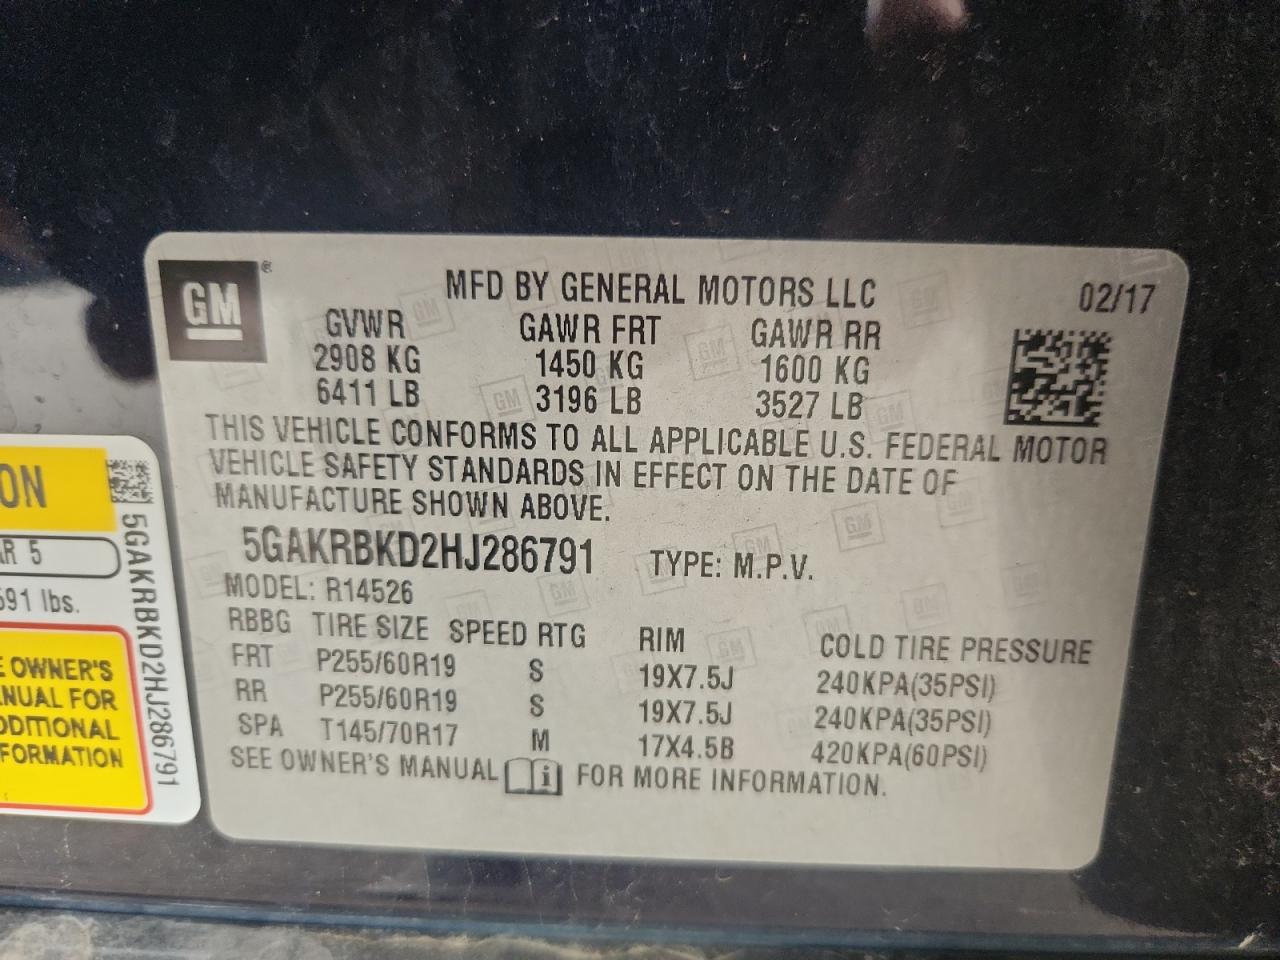 GM®
MFD BY GENERAL MOTORS LLC
02/17
GVWR GAWR FRT GAWR RR
2908 KG 1450 KG 1600 KG
6411 LB 3196 LB 3527 LB
THIS VEHICLE CONFORMS TO ALL APPLICABLE U.S. FEDERAL MOTOR
VEHICLE SAFETY STANDARDS IN EFFECT ON THE DATE OF
MANUFACTURE SHOWN ABOVE.
5GAKRBKD2HJ286791 TYPE: M.P.V.
MODEL: R14526
RBBG TIRE SIZE SPEED RTG RIM COLD TIRE PRESSURE
FRT P255/60R19 S 19X7.5J 240KPA(35PSI)
RR P255/60R19 S 19X7.5J 240KPA(35PSI)
SPA T145/70R17 M 17X4.5B 420KPA(60PSI)
SEE OWNER'S MANUAL i FOR MORE INFORMATION.
ON
AR 5
591 lbs.
E OWNER'S
NUAL FOR
DDITIONAL
FORMATION
5GAKRBKD2HJ286791